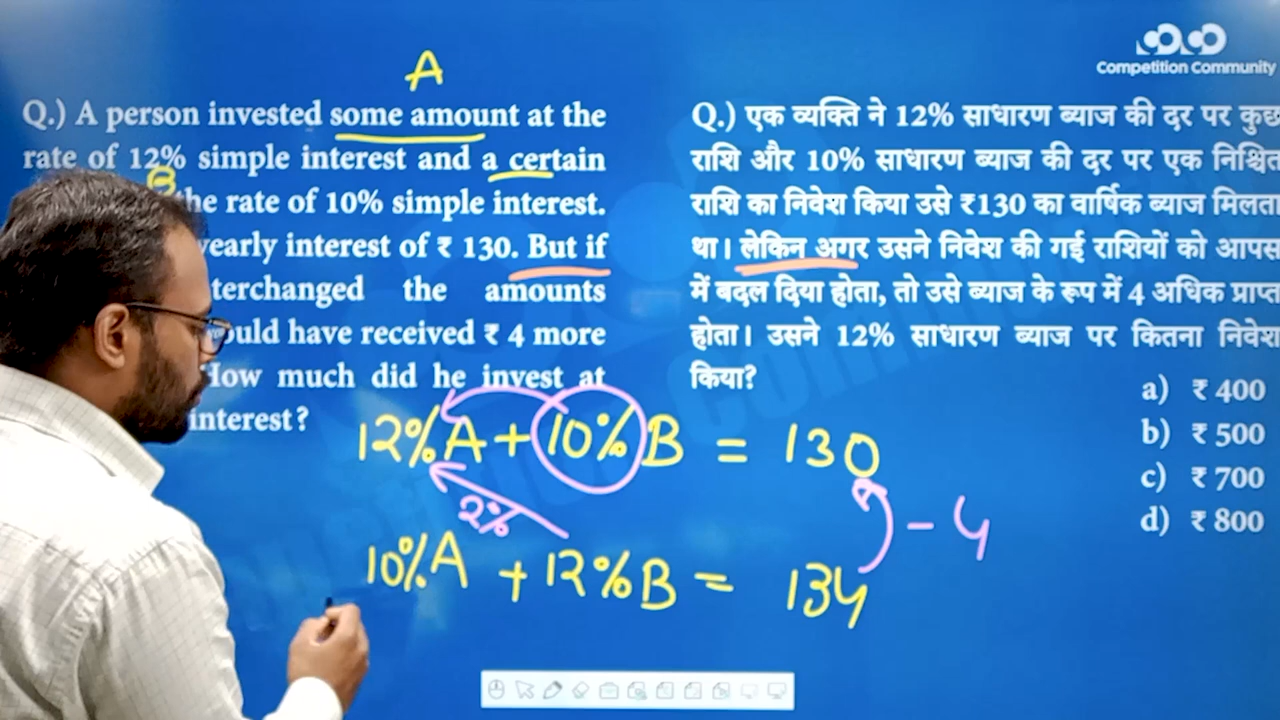 Competition Community
A
Q.) A person invested some amount at the
rate of 12% simple interest and a certain
B
the rate of 10% simple interest.
yearly interest of ₹ 130. But if
terchanged the amounts
ould have received ₹ 4 more
How much did he invest at
interest?
Q.) एक व्यक्ति ने 12% साधारण ब्याज की दर पर कुछ
राशि और 10% साधारण ब्याज की दर पर एक निश्चित
राशि का निवेश किया उसे ₹130 का वार्षिक ब्याज मिलता
था। लेकिन अगर उसने निवेश की गई राशियों को आपस
में बदल दिया होता, तो उसे ब्याज के रूप में 4 अधिक प्राप्त
होता। उसने 12% साधारण ब्याज पर कितना निवेश
किया?
a) ₹ 400
b) ₹ 500
c) ₹ 700
d) ₹ 800
12%A + 10%B = 130
2%
- 4
10%A + 12%B = 134